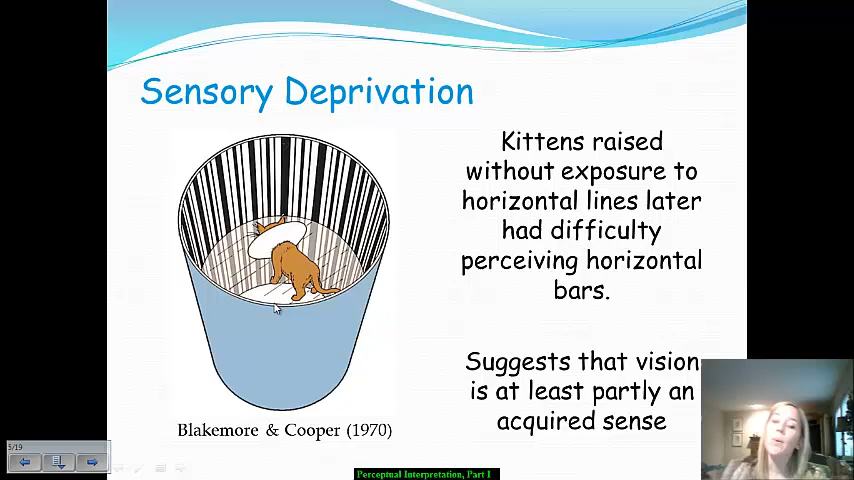 Sensory Deprivation
Kittens raised
without exposure to
horizontal lines later
had difficulty
perceiving horizontal
bars.
Suggests that vision
is at least partly an
acquired sense
Blakemore & Cooper (1970)
5/19
Perceptual Interpretation, Part I